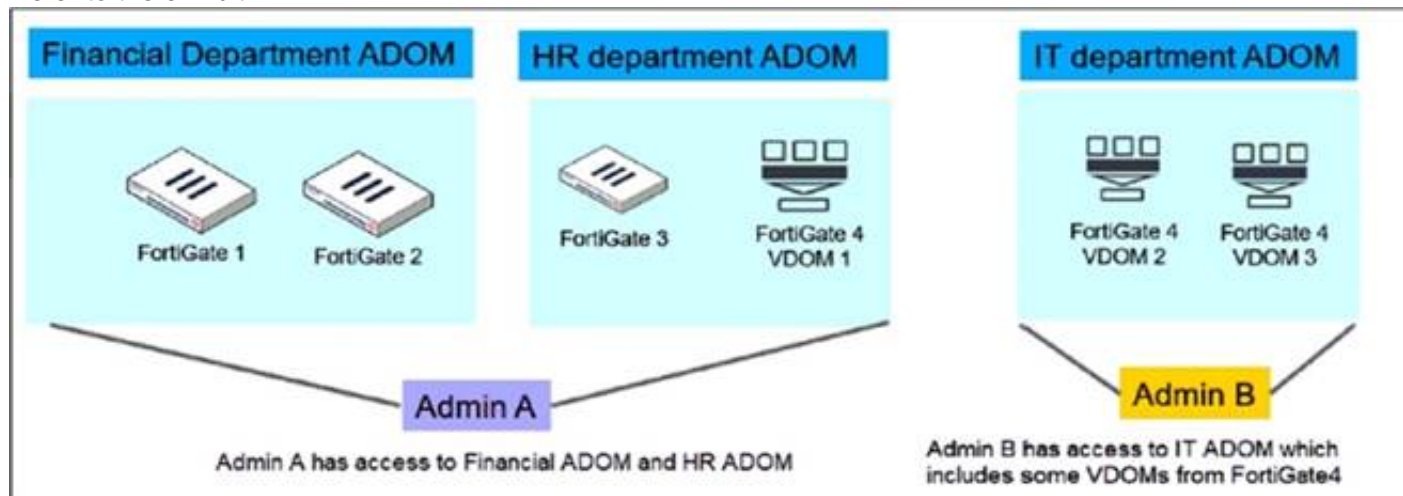 Financial Department ADOM
HR department ADOM
IT department ADOM
FortiGate 1
FortiGate 2
FortiGate 3
FortiGate 4
VDOM 1
FortiGate 4
VDOM 2
FortiGate 4
VDOM 3
Admin A
Admin A has access to Financial ADOM and HR ADOM
Admin B
Admin B has access to IT ADOM which
includes some VDOMs from FortiGate4